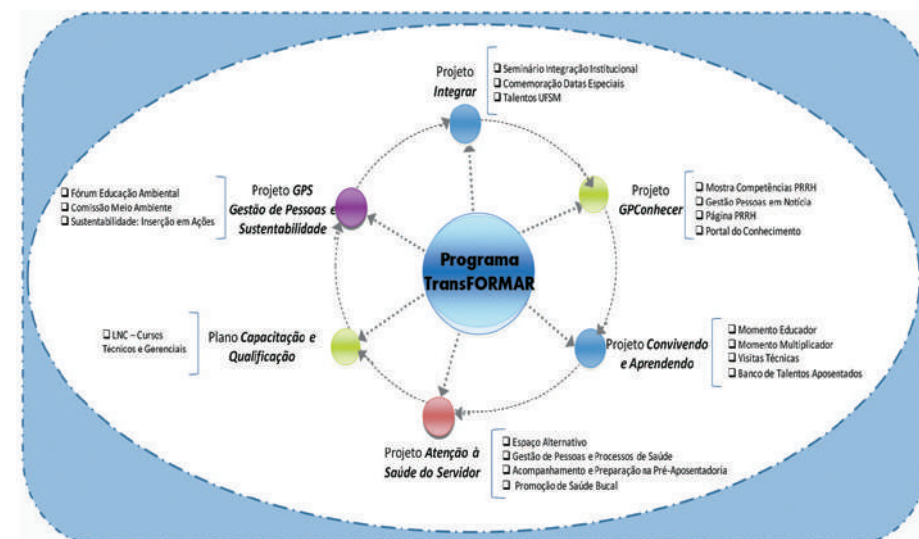 Projeto
Integrar
❑ Seminário Integração Institucional
❑ Comemoração Datas Especiais
❑ Talentos UFSM
Projeto
GPConhecer
❑ Mostra Competências PRRH
❑ Gestão Pessoas em Notícia
❑ Página PRRH
❑ Portal do Conhecimento
Projeto Convivendo
e Aprendendo
❑ Momento Educador
❑ Momento Multiplicador
❑ Visitas Técnicas
❑ Banco de Talentos Aposentados
Projeto Atenção à
Saúde do Servidor
❑ Espaço Alternativo
❑ Gestão de Pessoas e Processos de Saúde
❑ Acompanhamento e Preparação na Pré-Aposentadoria
❑ Promoção de Saúde Bucal
Plano Capacitação e
Qualificação
❑ LNC – Cursos
Técnicos e Gerenciais
Projeto GPS
Gestão de Pessoas e
Sustentabilidade
❑ Fórum Educação Ambiental
❑ Comissão Meio Ambiente
❑ Sustentabilidade: Inserção em Ações
Programa
TransFORMAR